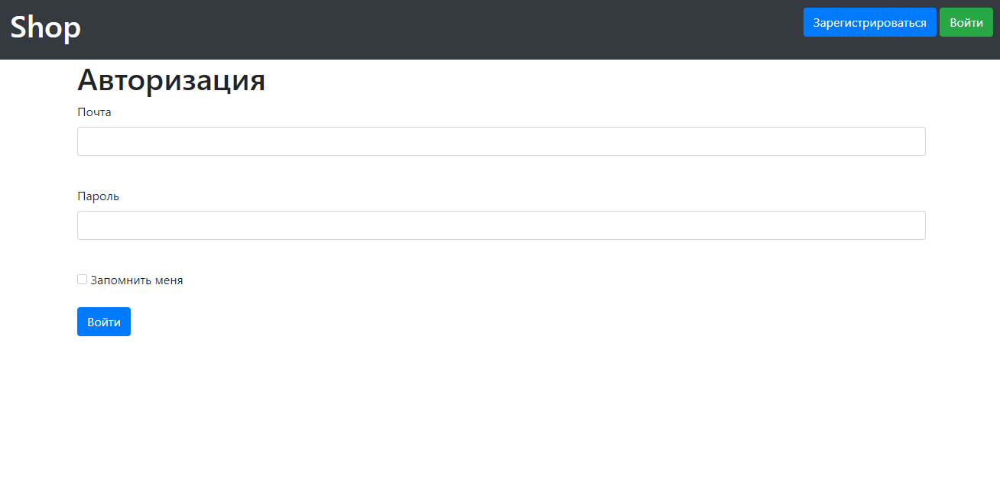 Shop
Зарегистрироваться
Войти
Авторизация
Почта
Пароль
Запомнить меня
Войти